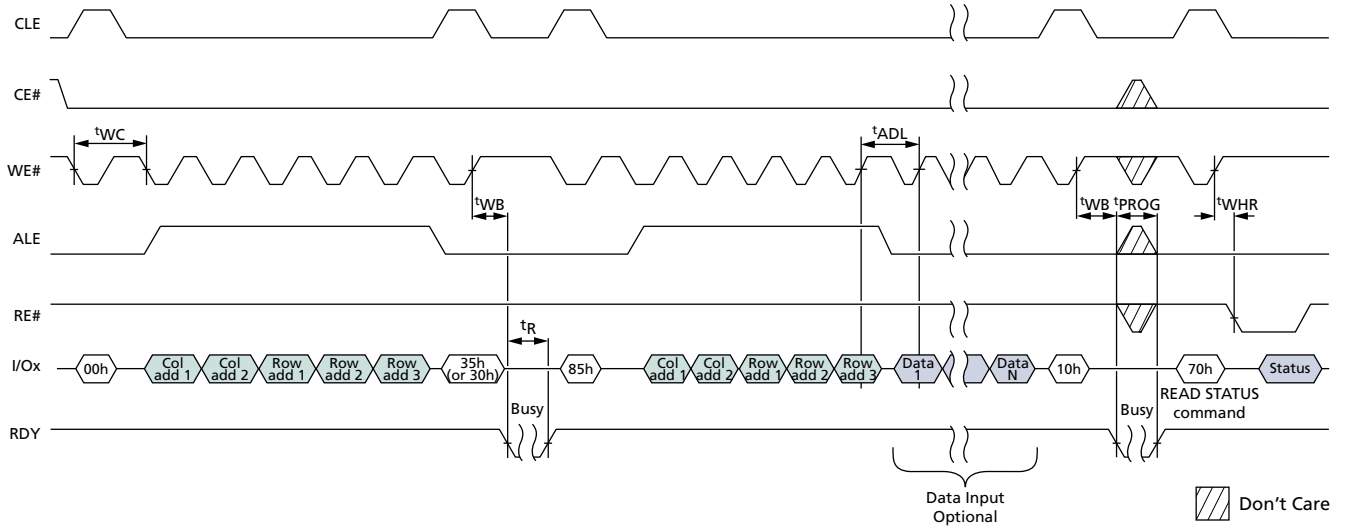 CLE
CE#
tWC
tADL
WE#
tWB
tWB
tPROG
tWHR
ALE
RE#
tR
I/Ox
00h
Col
add 1
Col
add 2
Row
add 1
Row
add 2
Row
add 3
35h
(or 30h)
85h
Col
add 1
Col
add 2
Row
add 1
Row
add 2
Row
add 3
Data
1
Data
N
10h
70h
Status
READ STATUS
command
Busy
Busy
RDY
Data Input
Optional
Don't Care